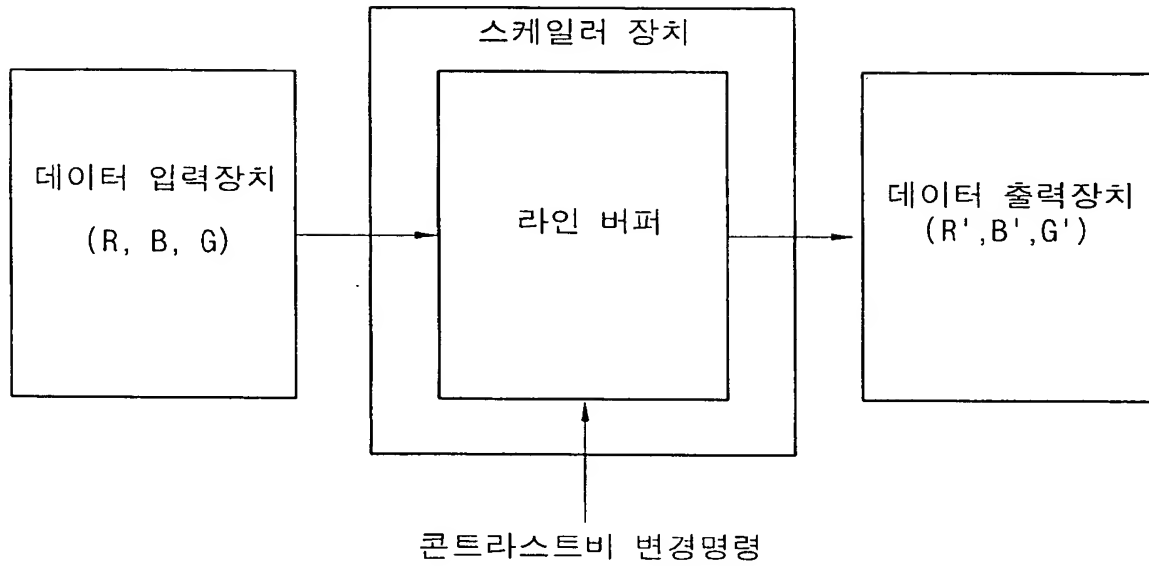 스케일러 장치
데이터 입력장치
(R, B, G)
라인 버퍼
데이터 출력장치
(R',B',G')
콘트라스트비 변경명령